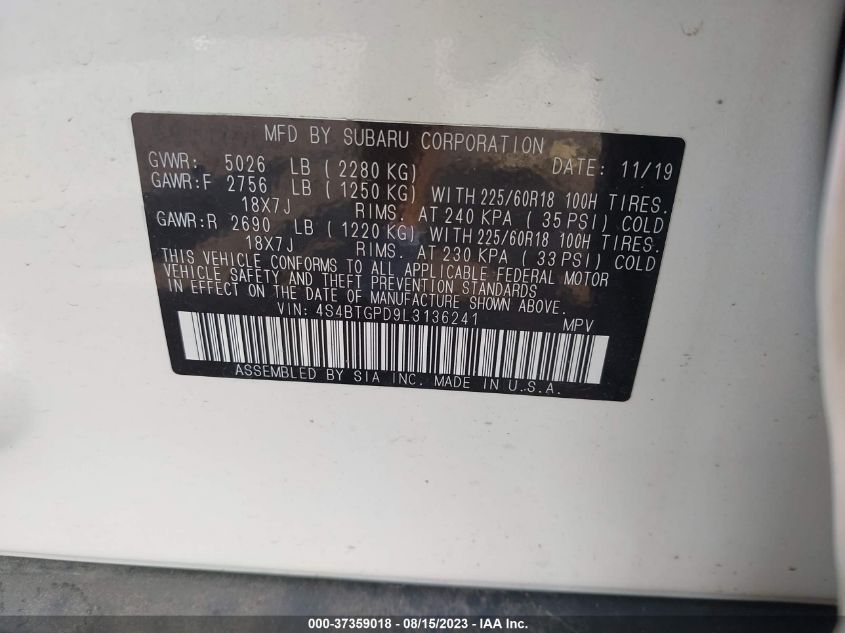 MFD BY SUBARU CORPORATION
GVWR: 5026 LB ( 2280 KG) DATE: 11/19
GAWR:F 2756 LB ( 1250 KG) WITH 225/60R18 100H TIRES.
18X7J RIMS. AT 240 KPA ( 35 PSI) COLD
GAWR:R 2690 LB ( 1220 KG) WITH 225/60R18 100H TIRES.
18X7J RIMS. AT 230 KPA ( 33 PSI) COLD
THIS VEHICLE CONFORMS TO ALL APPLICABLE FEDERAL MOTOR
VEHICLE SAFETY AND THEFT PREVENTION STANDARDS
IN EFFECT ON THE DATE OF MANUFACTURE SHOWN ABOVE.
VIN: 4S4BTGPD9L3136241 MPV
ASSEMBLED BY SIA INC. MADE IN U.S.A.
000-37359018 - 08/15/2023 - IAA Inc.